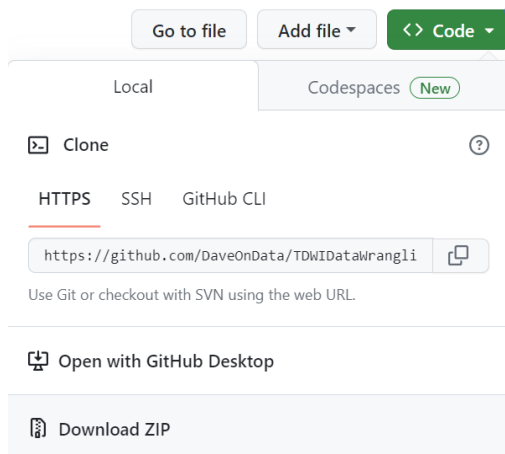 Go to file Add file <> Code
Local Codespaces New
Clone
HTTPS SSH GitHub CLI
https://github.com/DaveOnData/TDWIDataWrangli
Use Git or checkout with SVN using the web URL.
Open with GitHub Desktop
Download ZIP